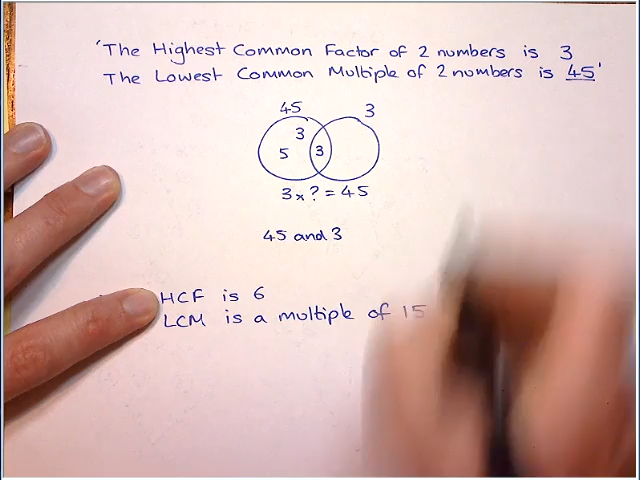 'The Highest Common Factor of 2 numbers is 3
The Lowest Common Multiple of 2 numbers is 45'
45 3
3
5 3
3 x ? = 45
45 and 3
HCF is 6
LCM is a multiple of 15